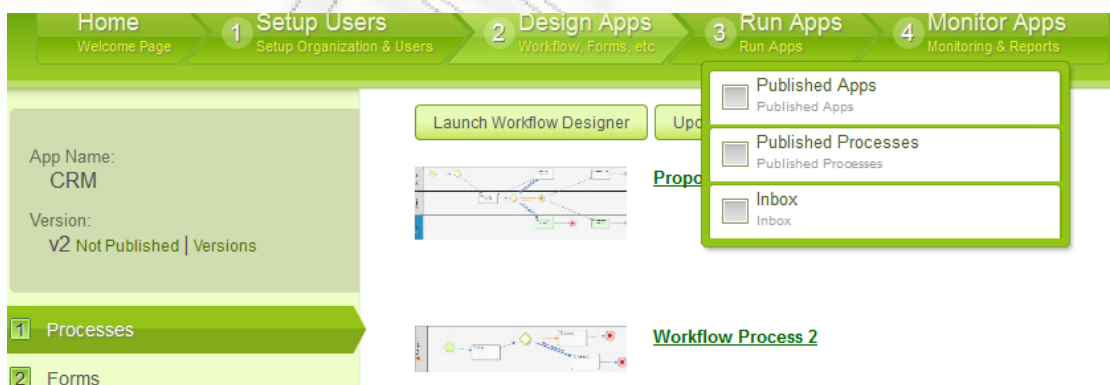 Home
Welcome Page
1 Setup Users
Setup Organization & Users
2 Design Apps
Workflow, Forms, etc
3 Run Apps
Run Apps
4 Monitor Apps
Monitoring & Reports
Published Apps
Published Apps
Published Processes
Published Processes
Inbox
Inbox
App Name:
CRM
Version:
v2 Not Published | Versions
1 Processes
2 Forms
Launch Workflow Designer
Upd
Propo
Workflow Process 2